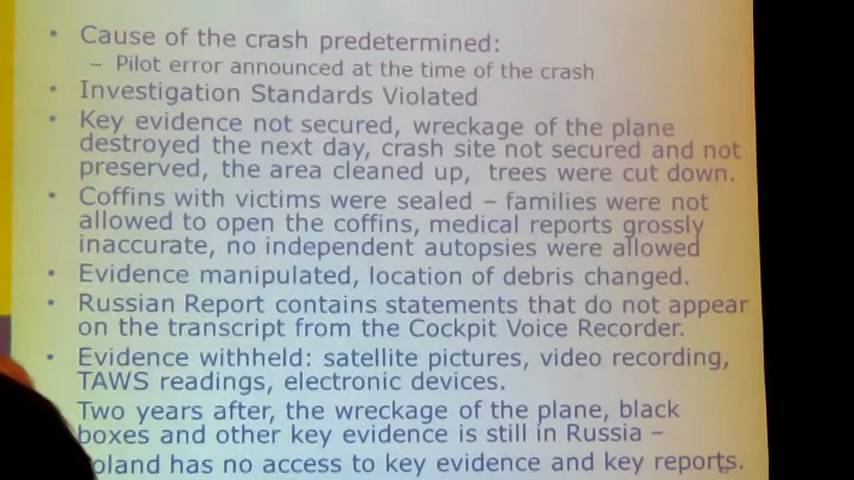 • Cause of the crash predetermined:
– Pilot error announced at the time of the crash
• Investigation Standards Violated
• Key evidence not secured, wreckage of the plane
destroyed the next day, crash site not secured and not
preserved, the area cleaned up, trees were cut down.
• Coffins with victims were sealed – families were not
allowed to open the coffins, medical reports grossly
inaccurate, no independent autopsies were allowed
• Evidence manipulated, location of debris changed.
• Russian Report contains statements that do not appear
on the transcript from the Cockpit Voice Recorder.
• Evidence withheld: satellite pictures, video recording,
TAWS readings, electronic devices.
Two years after, the wreckage of the plane, black
boxes and other key evidence is still in Russia –
oland has no access to key evidence and key reports.